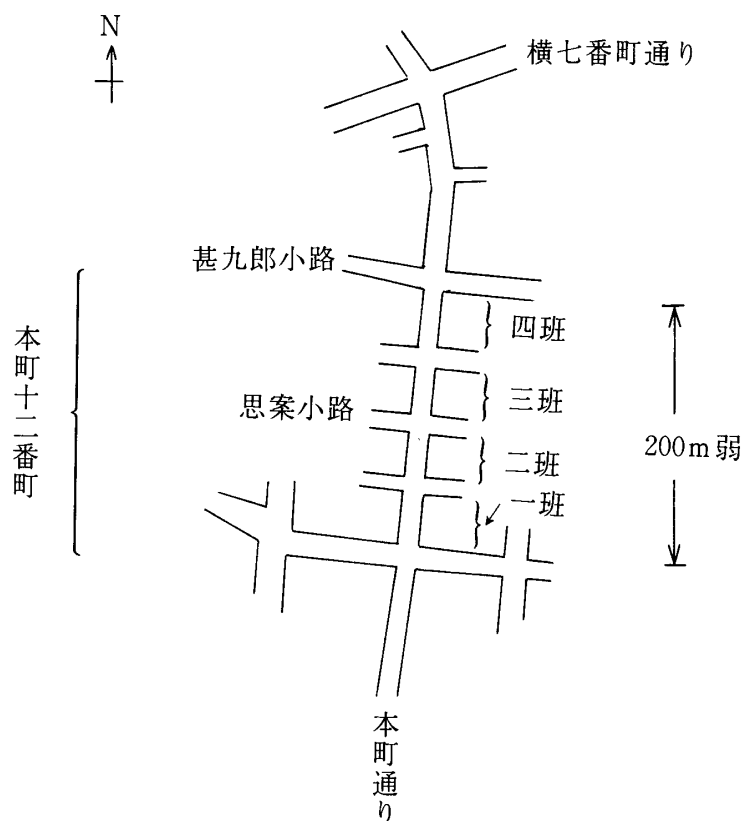 N
横七番町通り
甚九郎小路
四班
本町十二番町
三班
思案小路
200m弱
二班
一班
本町通り